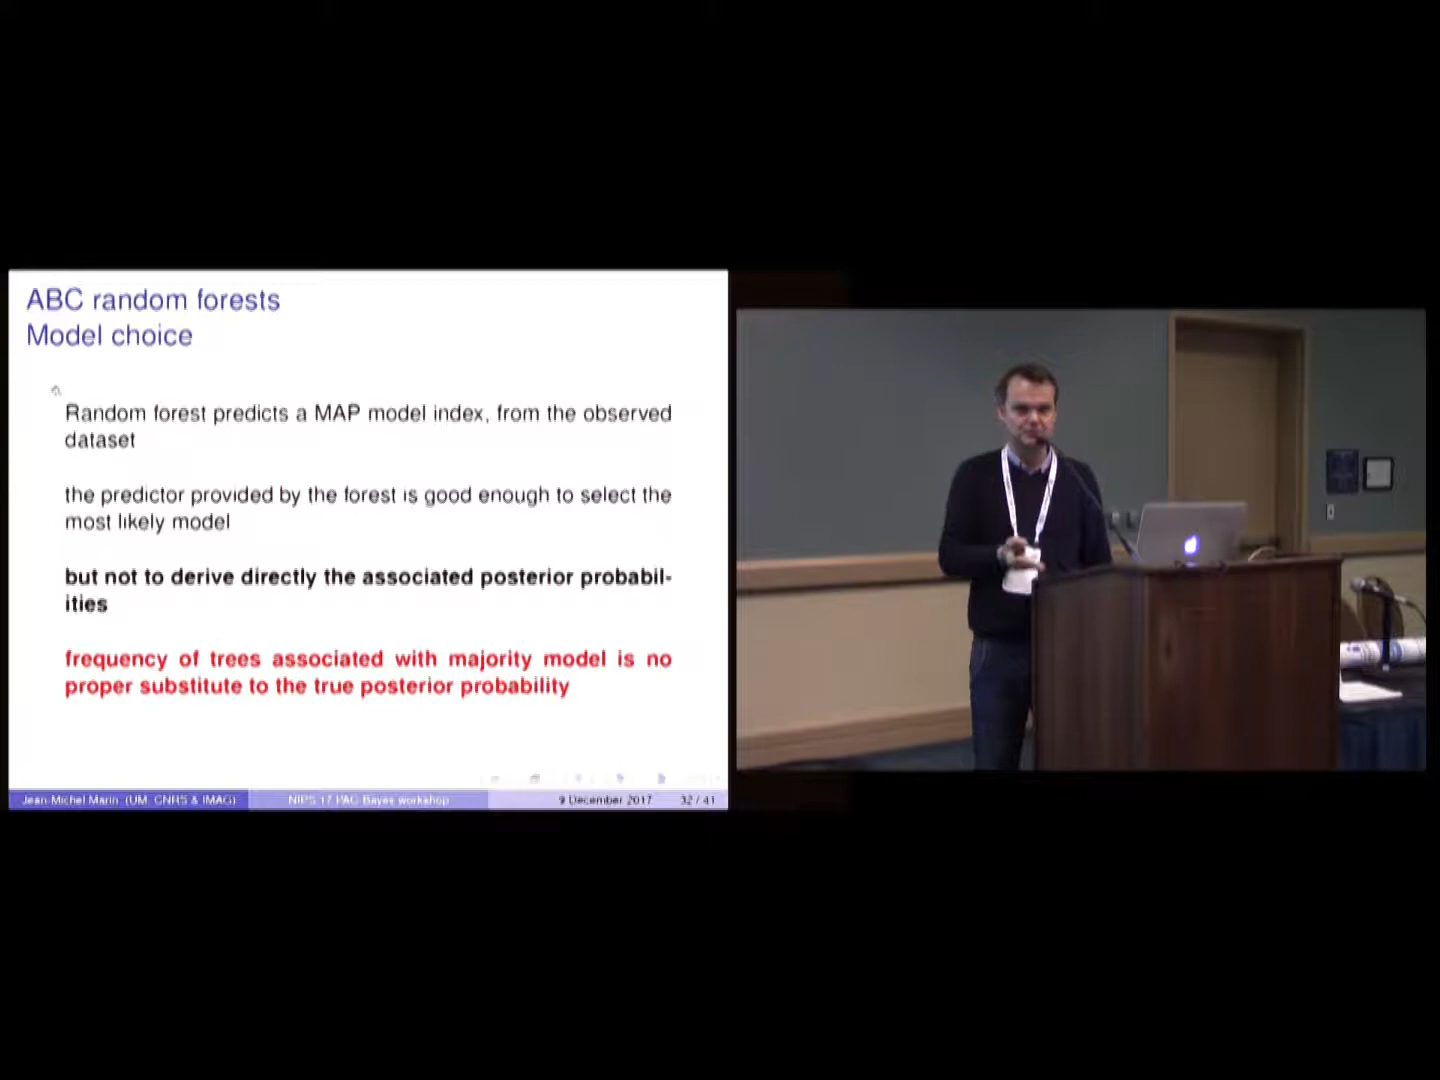 ABC random forests
Model choice
Random forest predicts a MAP model index, from the observed
dataset
the predictor provided by the forest is good enough to select the
most likely model
but not to derive directly the associated posterior probabil-
ities
frequency of trees associated with majority model is no
proper substitute to the true posterior probability
Jean-Michel Marin (UM, CNRS & IMAG)
NIPS 17 PAC-Bayes workshop
9 December 2017
32 / 41